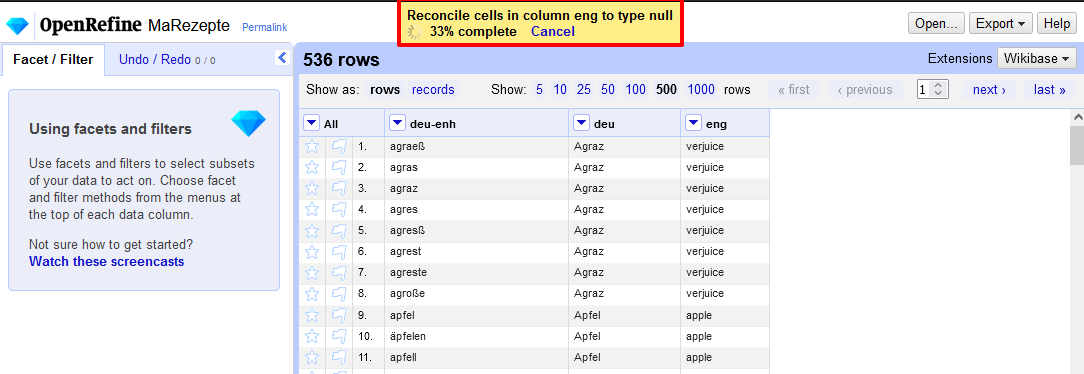 Reconcile cells in column eng to type null
33% complete Cancel
OpenRefine MaRezepte Permalink
Open... Export Help
Facet / Filter Undo / Redo 0 / 0
536 rows
Extensions Wikibase
Show as: rows records Show: 5 10 25 50 100 500 1000 rows « first ‹ previous 1 next › last »
Using facets and filters
Use facets and filters to select subsets
of your data to act on. Choose facet
and filter methods from the menus at
the top of each data column.
Not sure how to get started?
Watch these screencasts
All deu-enh deu eng
1. agraeß Agraz verjuice
2. agras Agraz verjuice
3. agraz Agraz verjuice
4. agres Agraz verjuice
5. agresß Agraz verjuice
6. agrest Agraz verjuice
7. agreste Agraz verjuice
8. agroße Agraz verjuice
9. apfel Apfel apple
10. äpfelen Apfel apple
11. apfell Apfel apple